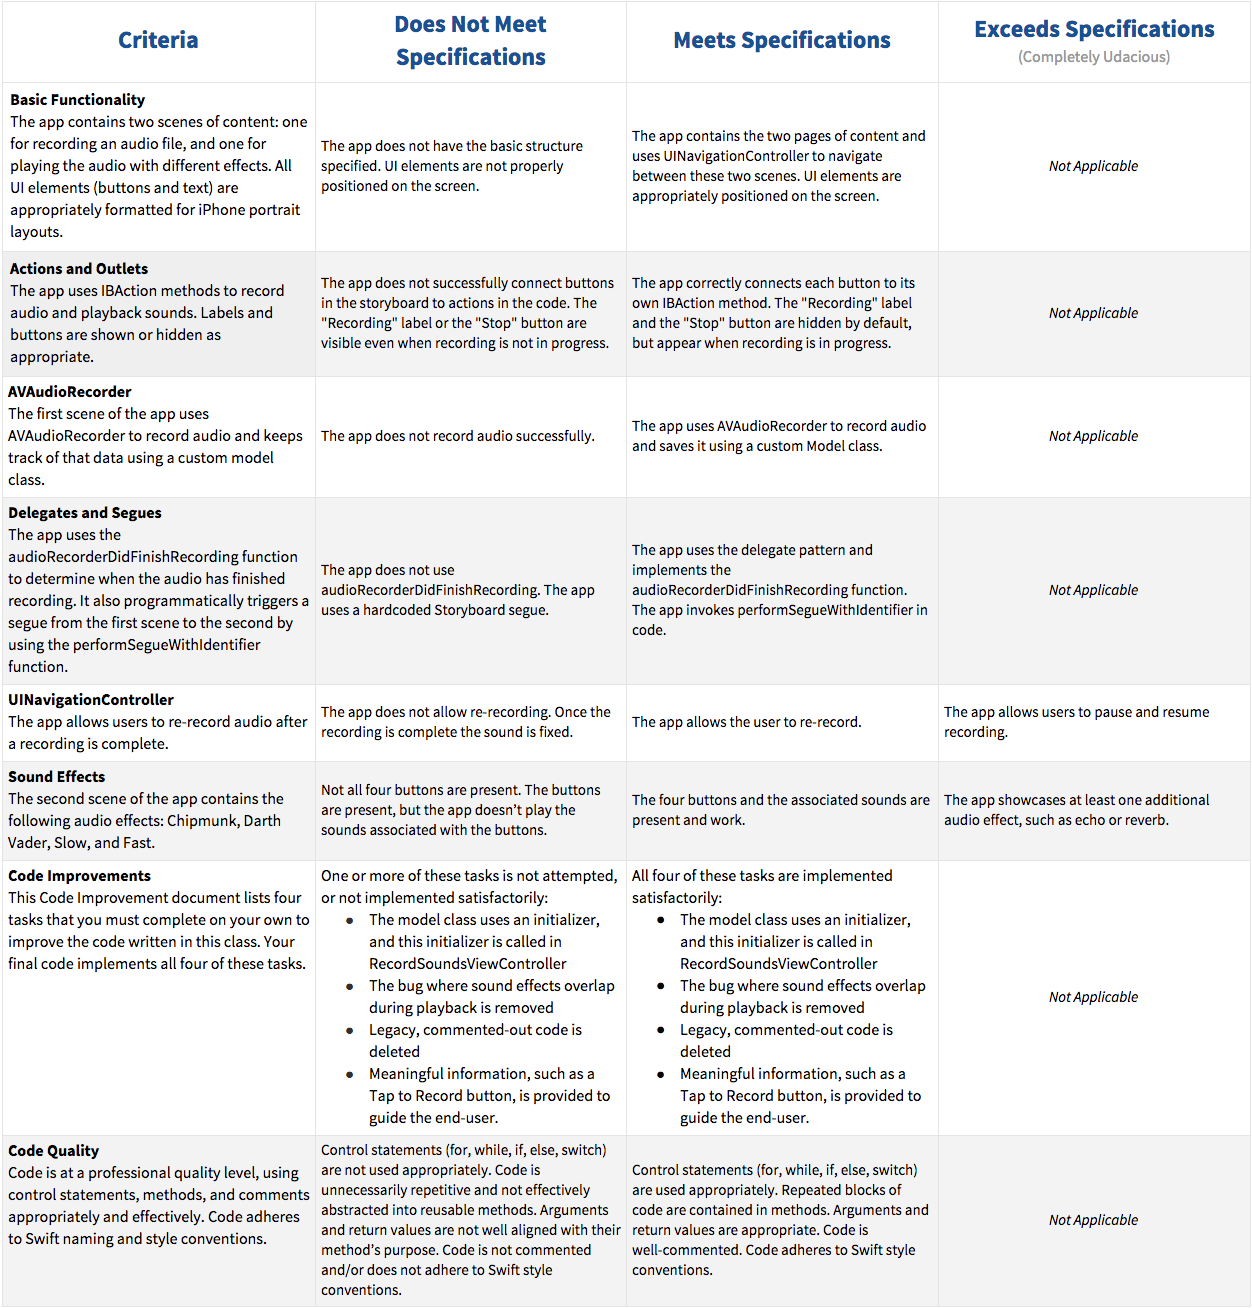 Criteria
Does Not Meet
Specifications
Meets Specifications
Exceeds Specifications
(Completely Udacious)
Basic Functionality
The app contains two scenes of content: one
for recording an audio file, and one for
playing the audio with different effects. All
UI elements (buttons and text) are
appropriately formatted for iPhone portrait
layouts.
The app does not have the basic structure
specified. UI elements are not properly
positioned on the screen.
The app contains the two pages of content and
uses UINavigationController to navigate
between these two scenes. UI elements are
appropriately positioned on the screen.
Not Applicable
Actions and Outlets
The app uses IBAction methods to record
audio and playback sounds. Labels and
buttons are shown or hidden as
appropriate.
The app does not successfully connect buttons
in the storyboard to actions in the code. The
"Recording" label or the "Stop" button are
visible even when recording is not in progress.
The app correctly connects each button to its
own IBAction method. The "Recording" label
and the "Stop" button are hidden by default,
but appear when recording is in progress.
Not Applicable
AVAudioRecorder
The first scene of the app uses
AVAudioRecorder to record audio and keeps
track of that data using a custom model
class.
The app does not record audio successfully.
The app uses AVAudioRecorder to record audio
and saves it using a custom Model class.
Not Applicable
Delegates and Segues
The app uses the
audioRecorderDidFinishRecording function
to determine when the audio has finished
recording. It also programmatically triggers a
segue from the first scene to the second by
using the performSegueWithIdentifier
function.
The app does not use
audioRecorderDidFinishRecording. The app
uses a hardcoded Storyboard segue.
The app uses the delegate pattern and
implements the
audioRecorderDidFinishRecording function.
The app invokes performSegueWithIdentifier in
code.
Not Applicable
UINavigationController
The app allows users to re-record audio after
a recording is complete.
The app does not allow re-recording. Once the
recording is complete the sound is fixed.
The app allows the user to re-record.
The app allows users to pause and resume
recording.
Sound Effects
The second scene of the app contains the
following audio effects: Chipmunk, Darth
Vader, Slow, and Fast.
Not all four buttons are present. The buttons
are present, but the app doesn’t play the
sounds associated with the buttons.
The four buttons and the associated sounds are
present and work.
The app showcases at least one additional
audio effect, such as echo or reverb.
Code Improvements
This Code Improvement document lists four
tasks that you must complete on your own to
improve the code written in this class. Your
final code implements all four of these tasks.
One or more of these tasks is not attempted,
or not implemented satisfactorily:
● The model class uses an initializer,
and this initializer is called in
RecordSoundsViewController
● The bug where sound effects overlap
during playback is removed
● Legacy, commented-out code is
deleted
● Meaningful information, such as a
Tap to Record button, is provided to
guide the end-user.
All four of these tasks are implemented
satisfactorily:
● The model class uses an initializer,
and this initializer is called in
RecordSoundsViewController
● The bug where sound effects overlap
during playback is removed
● Legacy, commented-out code is
deleted
● Meaningful information, such as a
Tap to Record button, is provided to
guide the end-user.
Not Applicable
Code Quality
Code is at a professional quality level, using
control statements, methods, and comments
appropriately and effectively. Code adheres
to Swift naming and style conventions.
Control statements (for, while, if, else, switch)
are not used appropriately. Code is
unnecessarily repetitive and not effectively
abstracted into reusable methods. Arguments
and return values are not well aligned with their
method’s purpose. Code is not commented
and/or does not adhere to Swift style
conventions.
Control statements (for, while, if, else, switch)
are used appropriately. Repeated blocks of
code are contained in methods. Arguments and
return values are appropriate. Code is
well-commented. Code adheres to Swift style
conventions.
Not Applicable